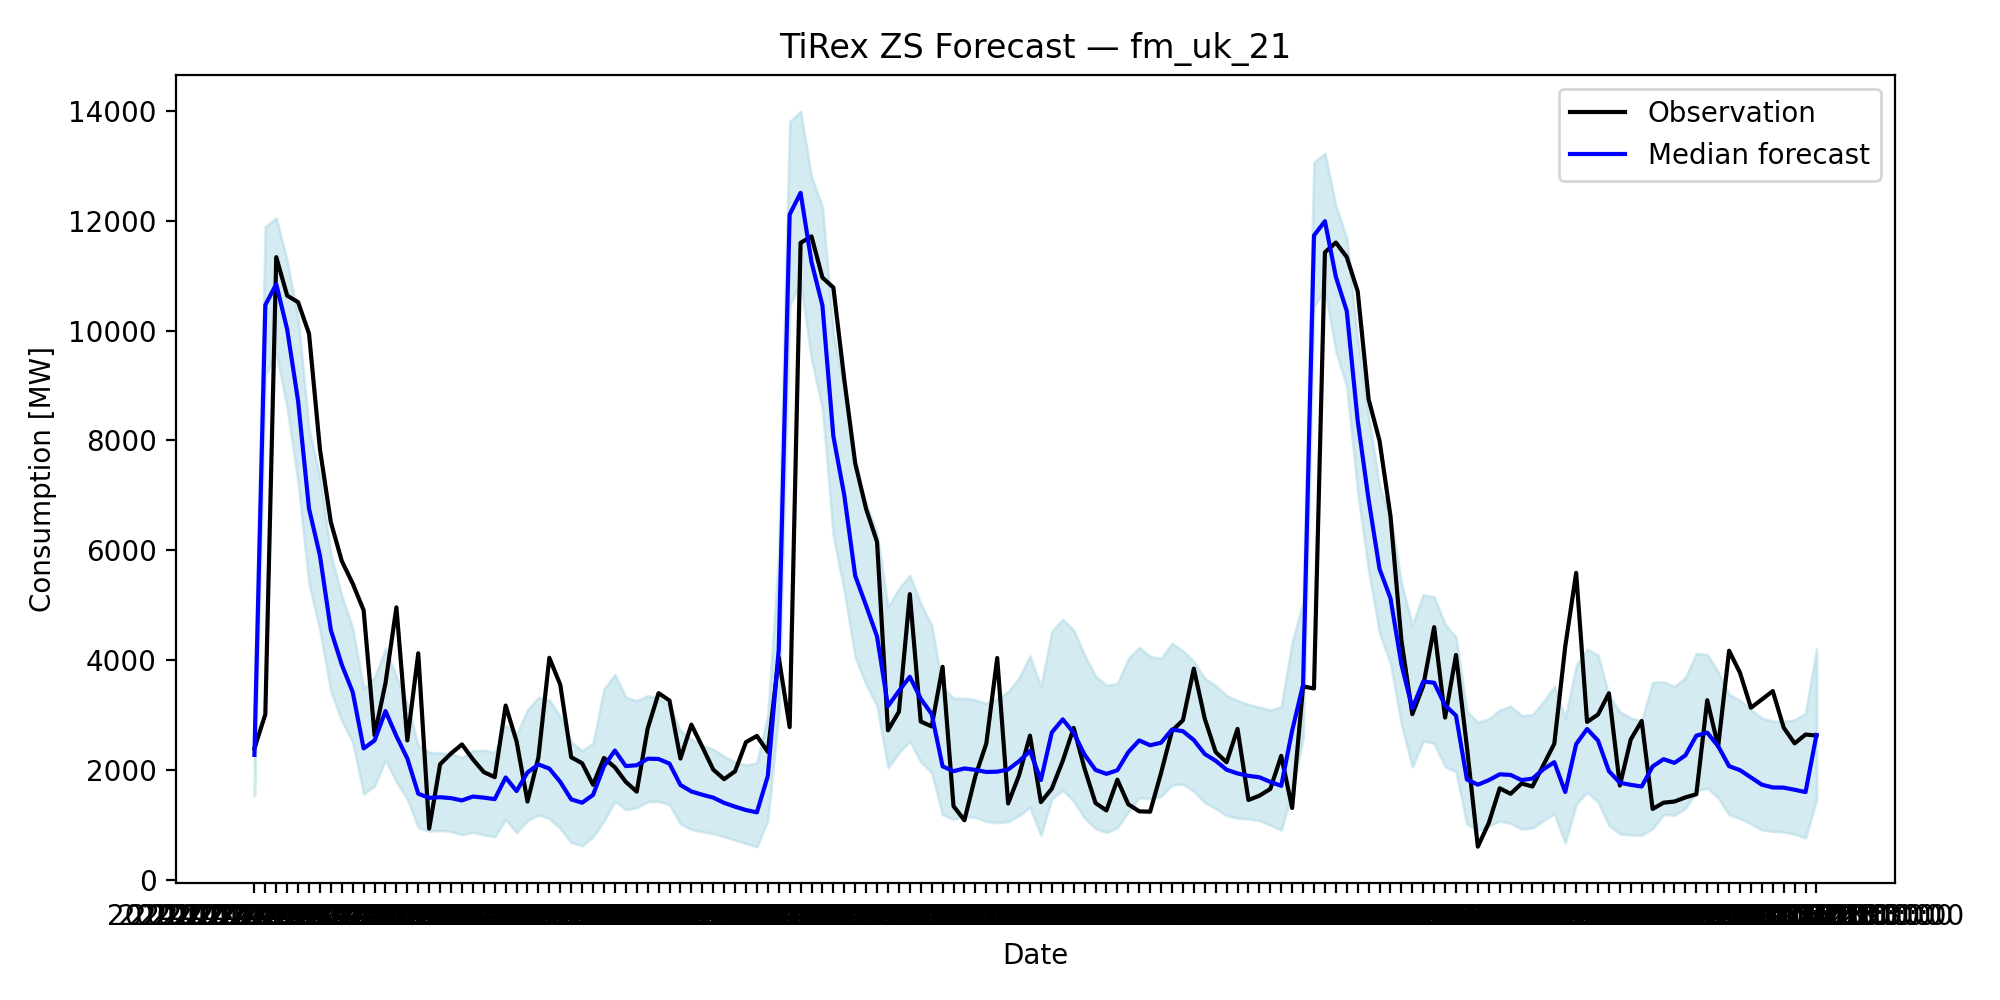 TiRex ZS Forecast — fm_uk_21
Observation
Median forecast
14000
12000
10000
8000
6000
4000
2000
0
Consumption [MW]
Date